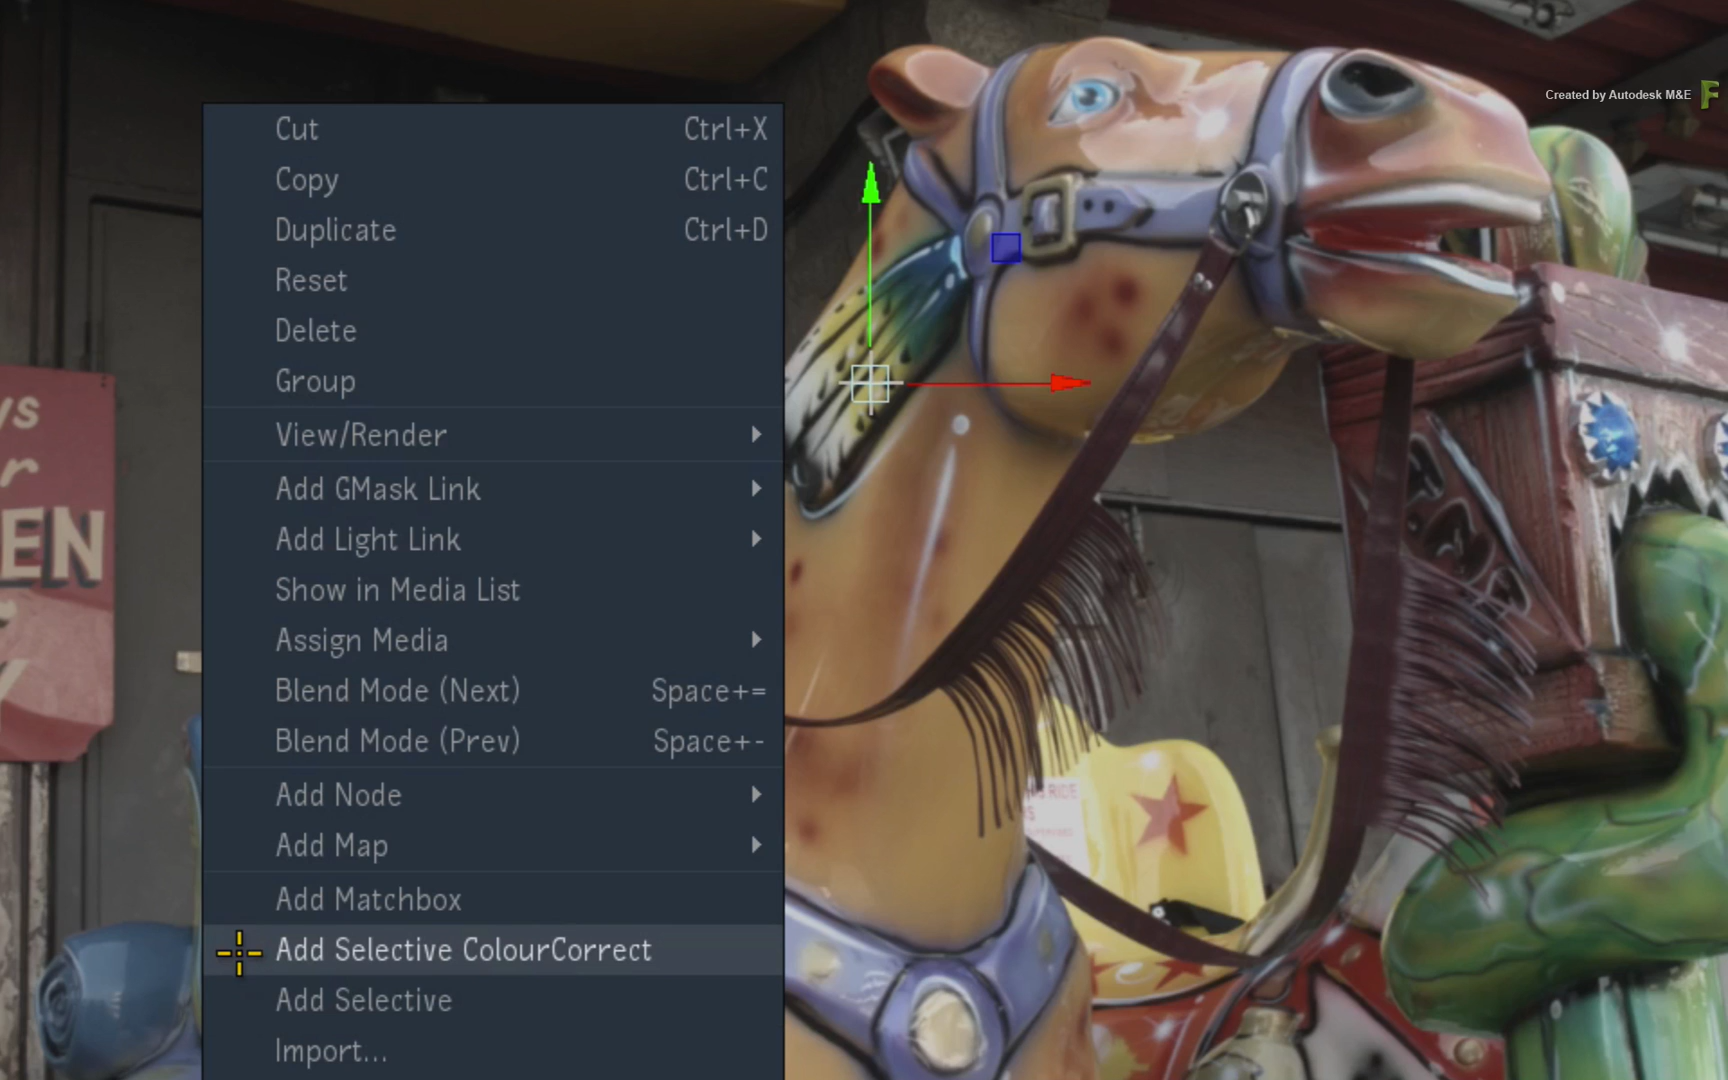 Created by Autodesk M&E
Cut Ctrl+X
Copy Ctrl+C
Duplicate Ctrl+D
Reset
Delete
Group
View/Render
Add GMask Link
Add Light Link
Show in Media List
Assign Media
Blend Mode (Next) Space+=
Blend Mode (Prev) Space+-
Add Node
Add Map
Add Matchbox
Add Selective ColourCorrect
Add Selective
Import...
EN
RIDE